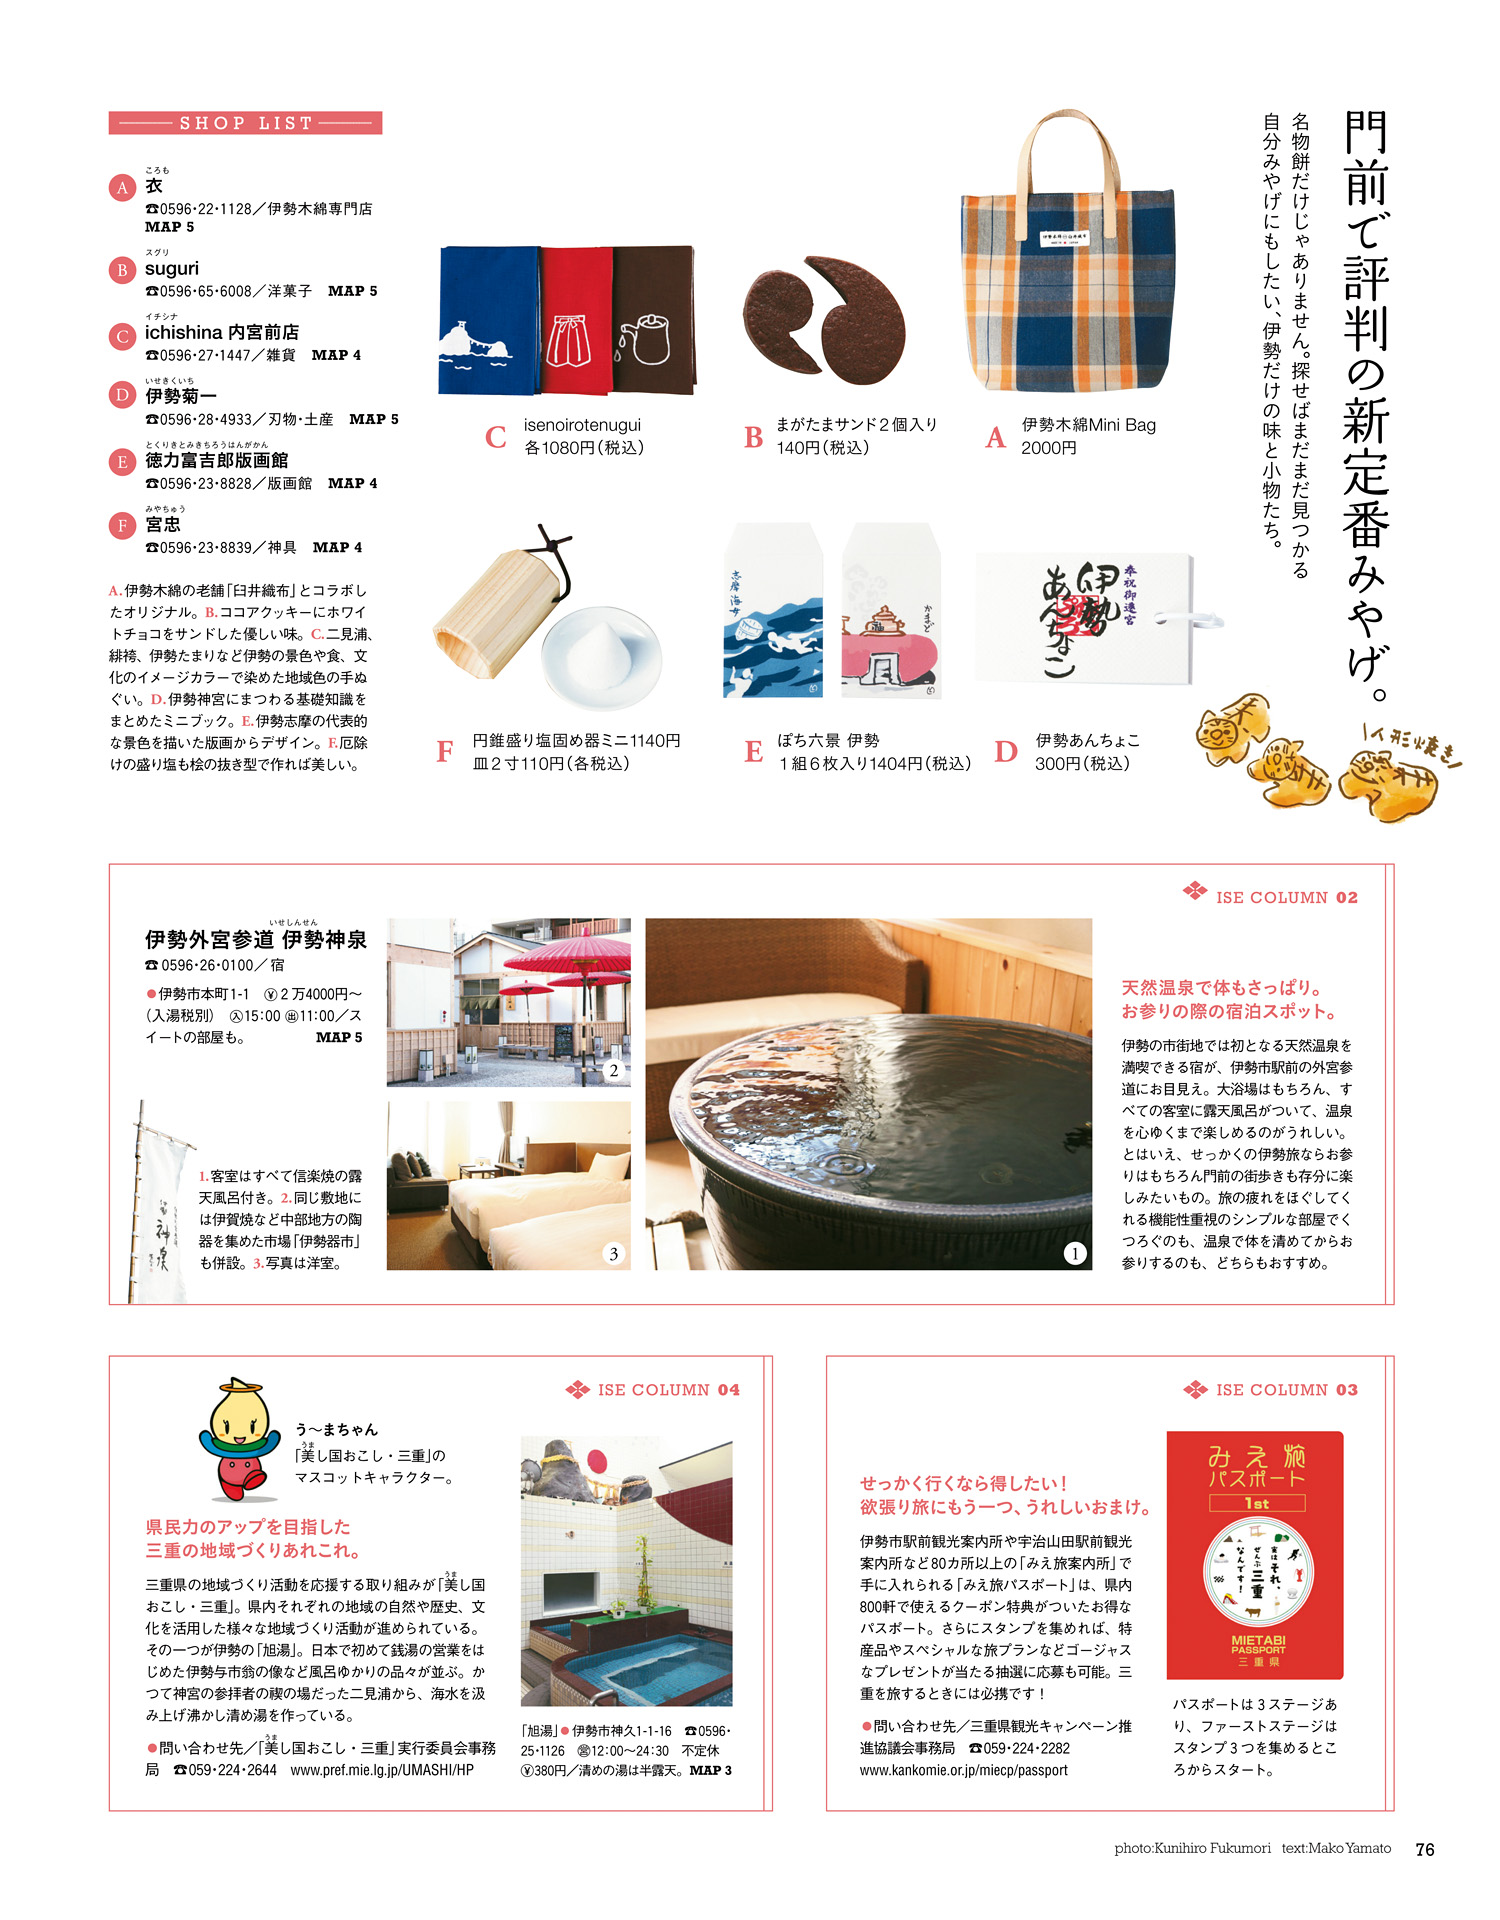 門前で評判の新定番みやげ。
名物餅だけじゃありません。探せばまだまだ見つかる
自分みやげにもしたい、伊勢だけの味と小物たち。
SHOP LIST
ころも
A 衣
☎0596・22・1128／伊勢木綿専門店
MAP 5
スグリ
B suguri
☎0596・65・6008／洋菓子 MAP 5
イチシナ
C ichishina 内宮前店
☎0596・27・1447／雑貨 MAP 4
いせきくいち
D 伊勢菊一
☎0596・28・4933／刃物・土産 MAP 5
とくりきとみきちろうはんがかん
E 徳力富吉郎版画館
☎0596・23・8828／版画館 MAP 4
みやちゅう
F 宮忠
☎0596・23・8839／神具 MAP 4
A.伊勢木綿の老舗「臼井織布」とコラボし
たオリジナル。B.ココアクッキーにホワイ
トチョコをサンドした優しい味。C.二見浦、
緋袴、伊勢たまりなど伊勢の景色や食、文
化のイメージカラーで染めた地域色の手ぬ
ぐい。D.伊勢神宮にまつわる基礎知識を
まとめたミニブック。E.伊勢志摩の代表的
な景色を描いた版画からデザイン。F.厄除
けの盛り塩も桧の抜き型で作れば美しい。
A 伊勢木綿Mini Bag
2000円
B まがたまサンド２個入り
140円（税込）
C isenoirotenugui
各1080円（税込）
奉祝御遷宮
伊勢
あんちょこ
D 伊勢あんちょこ
300円（税込）
志摩海女
かまど
E ぽち六景 伊勢
１組６枚入り1404円（税込）
F 円錐盛り塩固め器ミニ1140円
皿２寸110円（各税込）
人形焼き
ISE COLUMN 02
天然温泉で体もさっぱり。
お参りの際の宿泊スポット。
伊勢の市街地では初となる天然温泉を
満喫できる宿が、伊勢市駅前の外宮参
道にお目見え。大浴場はもちろん、す
べての客室に露天風呂がついて、温泉
を心ゆくまで楽しめるのがうれしい。
とはいえ、せっかくの伊勢旅ならお参
りはもちろん門前の街歩きも存分に楽
しみたいもの。旅の疲れをほぐしてく
れる機能性重視のシンプルな部屋でく
つろぐのも、温泉で体を清めてからお
参りするのも、どちらもおすすめ。
いせしんせん
伊勢外宮参道 伊勢神泉
☎0596・26・0100／宿
●伊勢市本町1-1 ¥２万4000円〜
（入湯税別） 入15:00 出11:00／ス
イートの部屋も。 MAP 5
神泉
1.客室はすべて信楽焼の露
天風呂付き。2.同じ敷地に
は伊賀焼など中部地方の陶
器を集めた市場「伊勢器市」
も併設。3.写真は洋室。
2
3
1
ISE COLUMN 03
せっかく行くなら得したい！
欲張り旅にもう一つ、うれしいおまけ。
伊勢市駅前観光案内所や宇治山田駅前観光
案内所など80カ所以上の「みえ旅案内所」で
手に入れられる「みえ旅パスポート」は、県内
800軒で使えるクーポン特典がついたお得な
パスポート。さらにスタンプを集めれば、特
産品やスペシャルな旅プランなどゴージャス
なプレゼントが当たる抽選に応募も可能。三
重を旅するときには必携です！
●問い合わせ先／三重県観光キャンペーン推
進協議会事務局 ☎059・224・2282
www.kankomie.or.jp/miecp/passport
みえ旅
パスポート
1st
実はそれ、
ぜんぶ三重
なんです！
MIETABI
PASSPORT
三重県
パスポートは３ステージあ
り、ファーストステージは
スタンプ３つを集めるとこ
ろからスタート。
ISE COLUMN 04
う〜まちゃん
うま
「美し国おこし・三重」の
マスコットキャラクター。
県民力のアップを目指した
三重の地域づくりあれこれ。
うま
三重県の地域づくり活動を応援する取り組みが「美し国
おこし・三重」。県内それぞれの地域の自然や歴史、文
化を活用した様々な地域づくり活動が進められている。
その一つが伊勢の「旭湯」。日本で初めて銭湯の営業をは
じめた伊勢与市翁の像など風呂ゆかりの品々が並ぶ。か
つて神宮の参拝者の禊の場だった二見浦から、海水を汲
み上げ沸かし清め湯を作っている。
うま
●問い合わせ先／「美し国おこし・三重」実行委員会事務
局 ☎059・224・2644 www.pref.mie.lg.jp/UMASHI/HP
「旭湯」●伊勢市神久1-1-16 ☎0596・
25・1126 営12:00〜24:30 不定休
¥380円／清めの湯は半露天。MAP 3
photo:Kunihiro Fukumori text:Mako Yamato 76